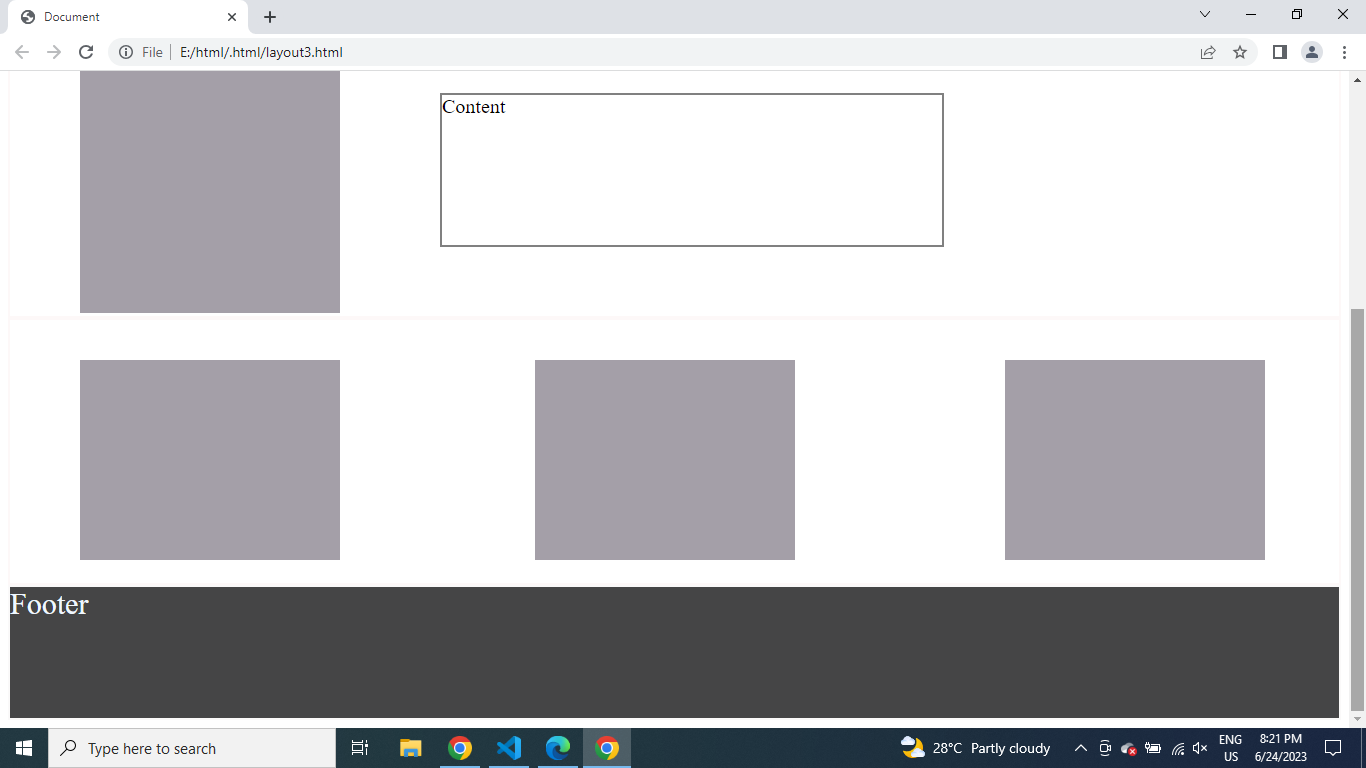 Document
File
E:/html/.html/layout3.html
Content
Footer
Type here to search
28°C Partly cloudy
ENG
US
8:21 PM
6/24/2023